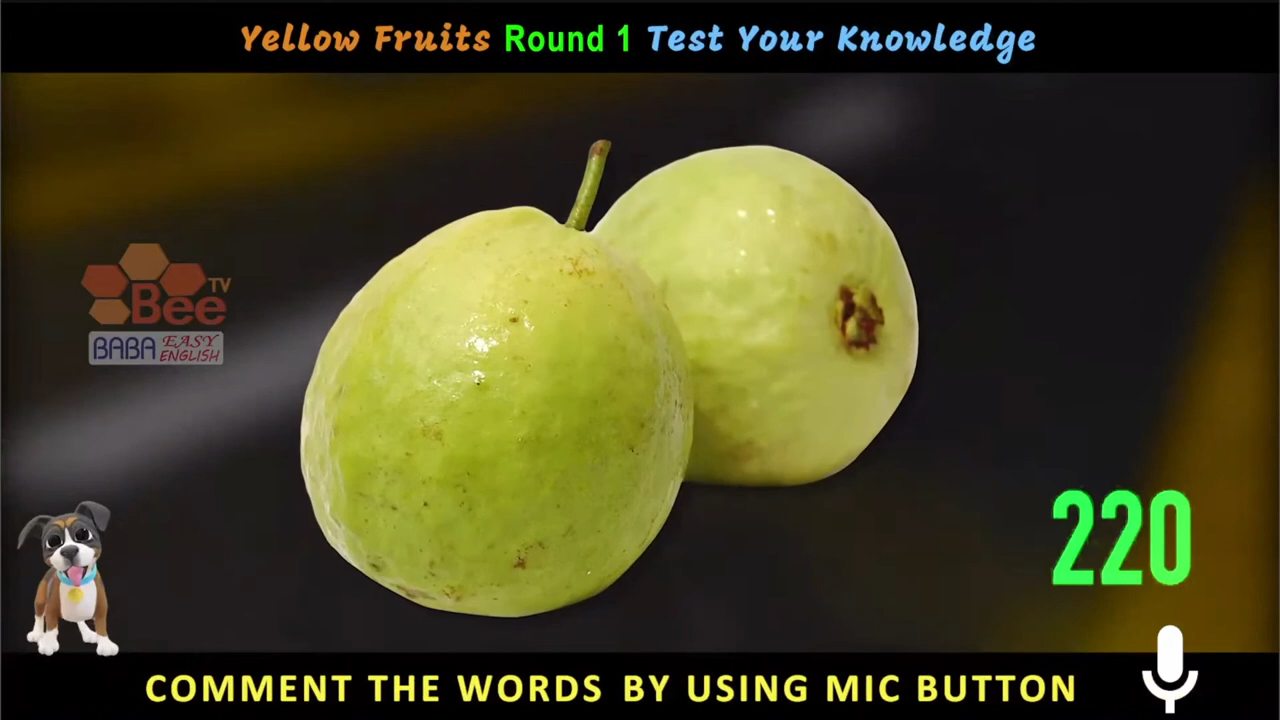 Yellow Fruits Round 1 Test Your Knowledge
Bee TV
BABA EASY ENGLISH
220
COMMENT THE WORDS BY USING MIC BUTTON